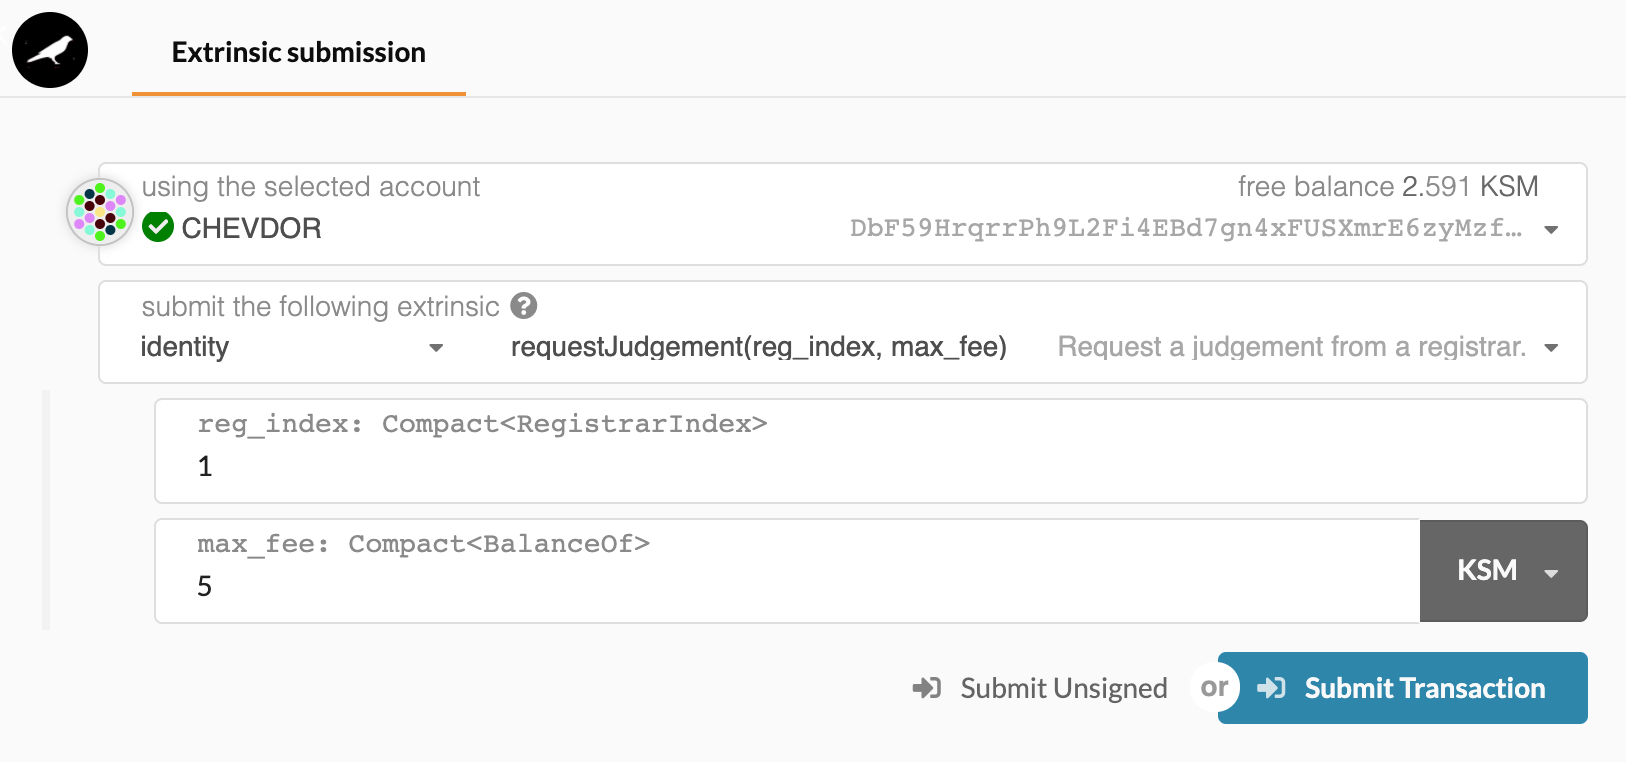 Extrinsic submission
using the selected account
free balance 2.591 KSM
CHEVDOR
DbF59HrqrrPh9L2Fi4EBd7gn4xFUSXmrE6zyMzf…
submit the following extrinsic
identity
requestJudgement(reg_index, max_fee)
Request a judgement from a registrar.
reg_index: Compact<RegistrarIndex>
1
max_fee: Compact<BalanceOf>
5
KSM
Submit Unsigned
or
Submit Transaction